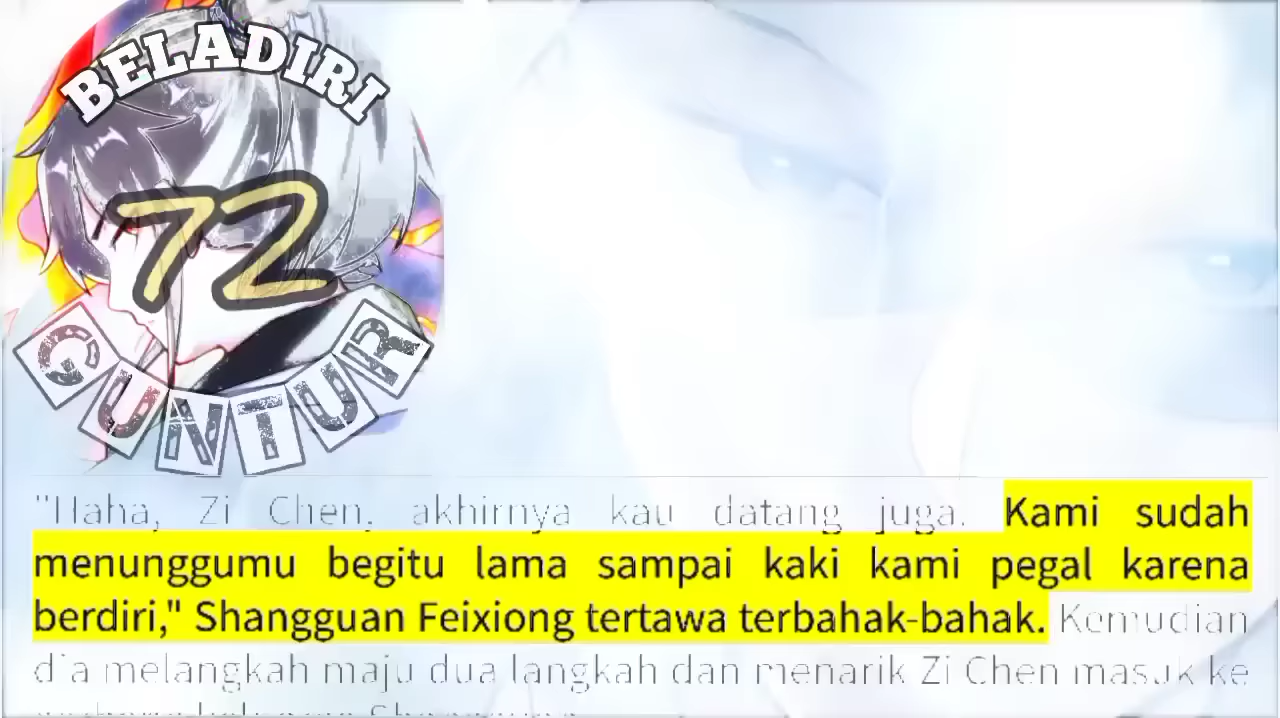 BELADIRI
72
GUNTUR
"Haha, Zi Chen, akhirnya kau datang juga. Kami sudah
menunggumu begitu lama sampai kaki kami pegal karena
berdiri," Shangguan Feixiong tertawa terbahak-bahak. Kemudian
dia melangkah maju dua langkah dan menarik Zi Chen masuk ke